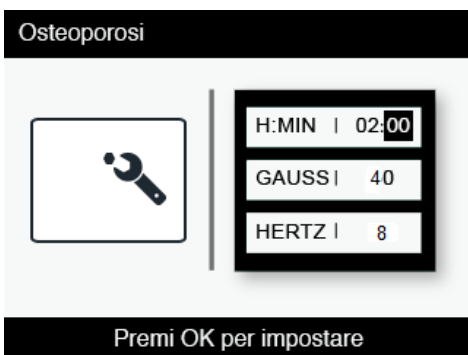 Osteoporosi
H:MIN | 02:00
GAUSS | 40
HERTZ | 8
Premi OK per impostare